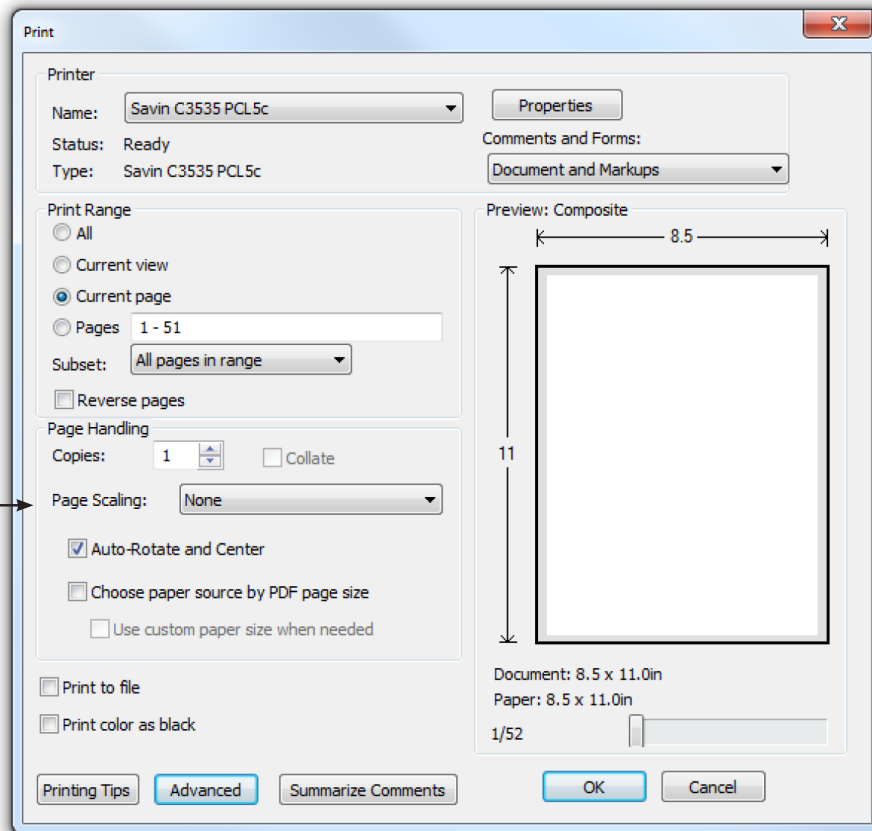 Print
Printer
Name: Savin C3535 PCL5c Properties
Status: Ready
Type: Savin C3535 PCL5c
Comments and Forms:
Document and Markups
Print Range
All
Current view
Current page
Pages 1 - 51
Subset: All pages in range
Reverse pages
Page Handling
Copies: 1 Collate
Page Scaling: None
Auto-Rotate and Center
Choose paper source by PDF page size
Use custom paper size when needed
Print to file
Print color as black
Preview: Composite
8.5
11
Document: 8.5 x 11.0in
Paper: 8.5 x 11.0in
1/52
Printing Tips Advanced Summarize Comments OK Cancel